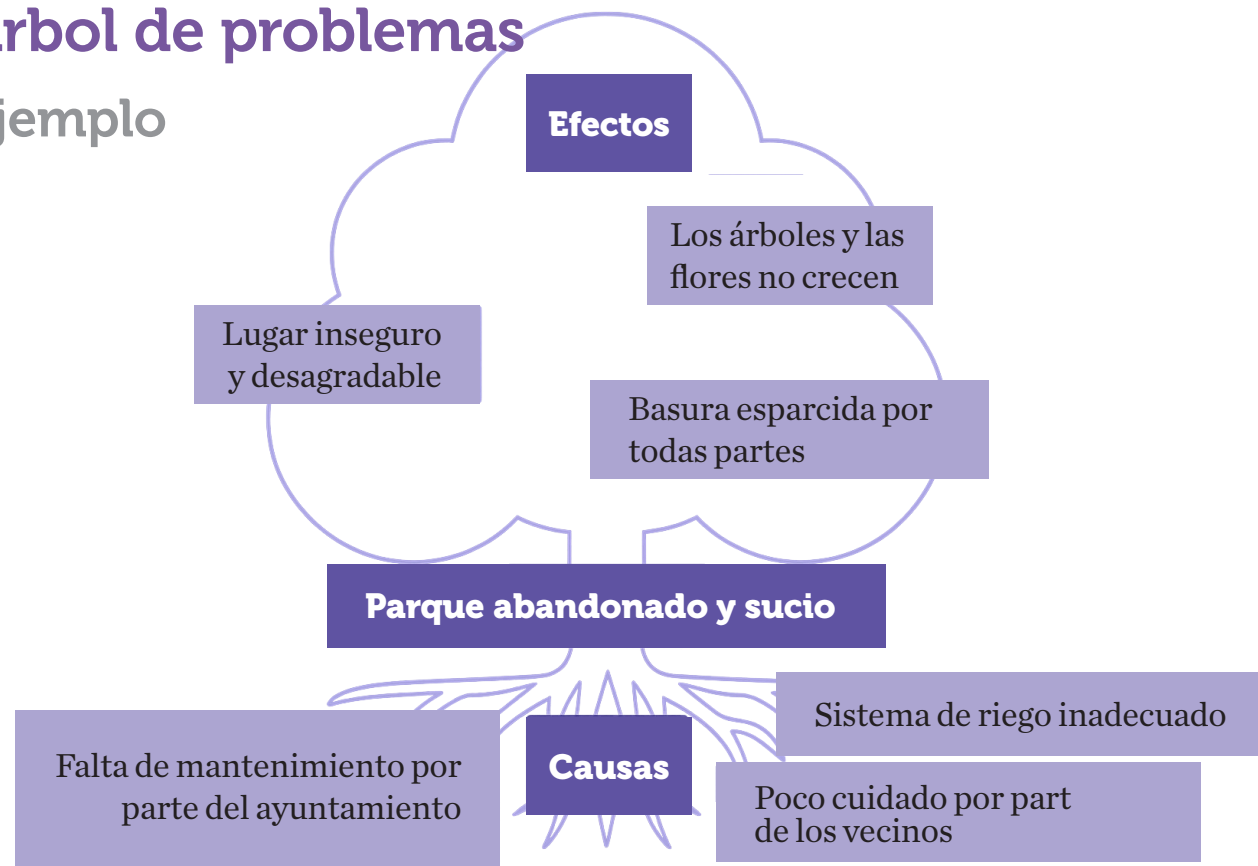 rbol de problemas
jemplo
Efectos
Los árboles y las
flores no crecen
Lugar inseguro
y desagradable
Basura esparcida por
todas partes
Parque abandonado y sucio
Sistema de riego inadecuado
Falta de mantenimiento por
parte del ayuntamiento
Causas
Poco cuidado por part
de los vecinos